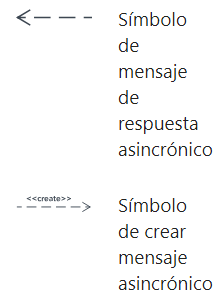 Símbolo
de
mensaje
de
respuesta
asincrónico
<<create>>
Símbolo
de crear
mensaje
asincrónico